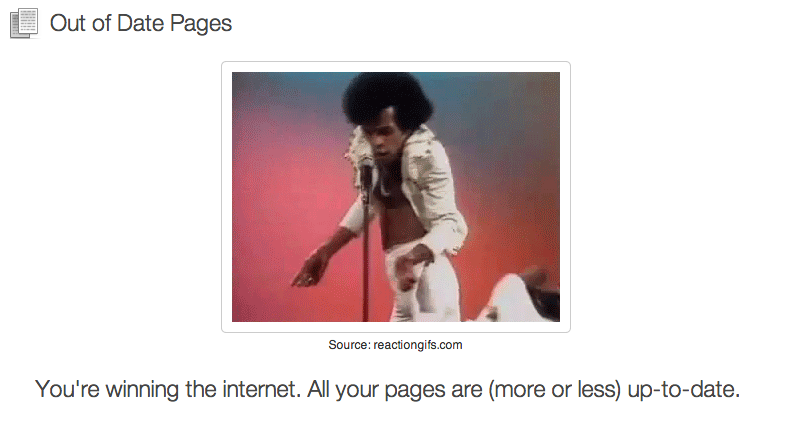 Out of Date Pages
Source: reactiongifs.com
You're winning the internet. All your pages are (more or less) up-to-date.